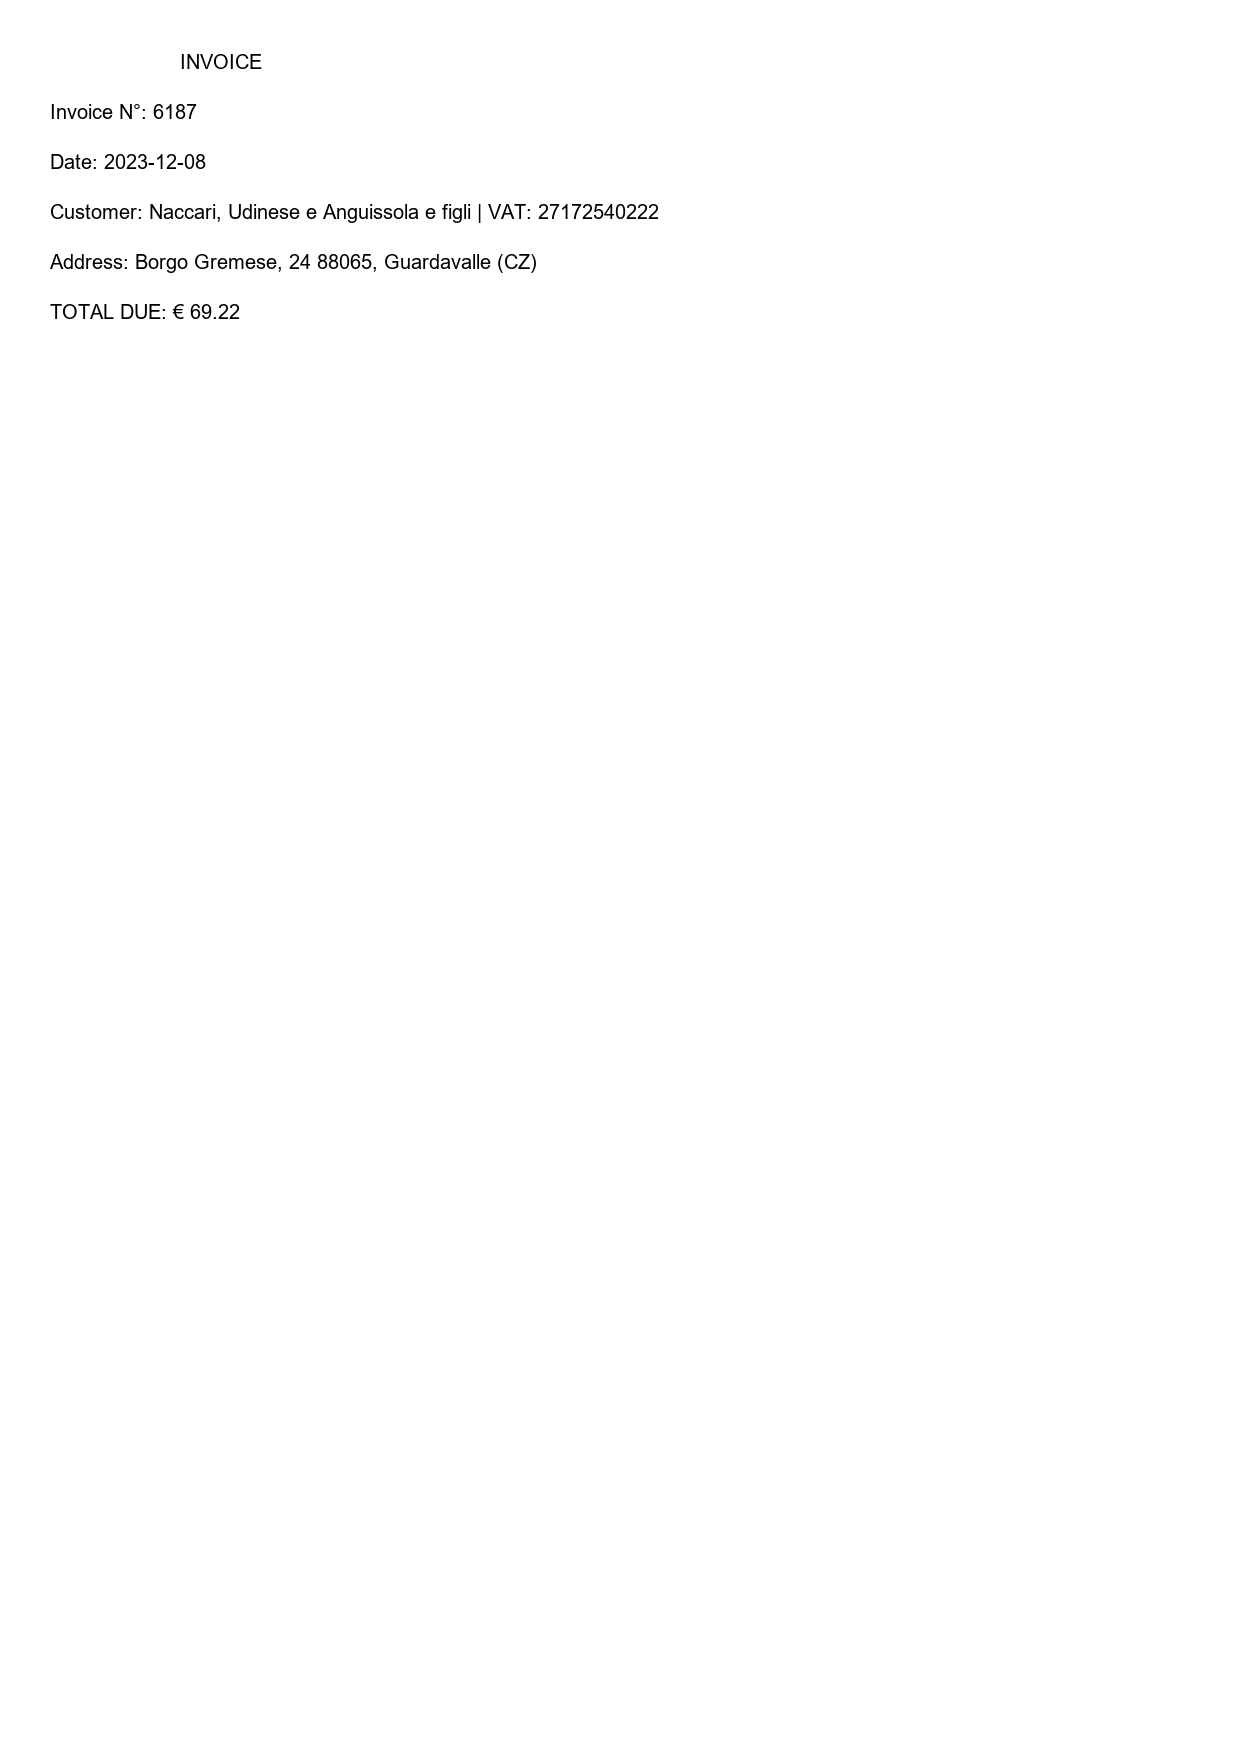 INVOICE
Invoice N°: 6187
Date: 2023-12-08
Customer: Naccari, Udinese e Anguissola e figli | VAT: 27172540222
Address: Borgo Gremese, 24 88065, Guardavalle (CZ)
TOTAL DUE: € 69.22